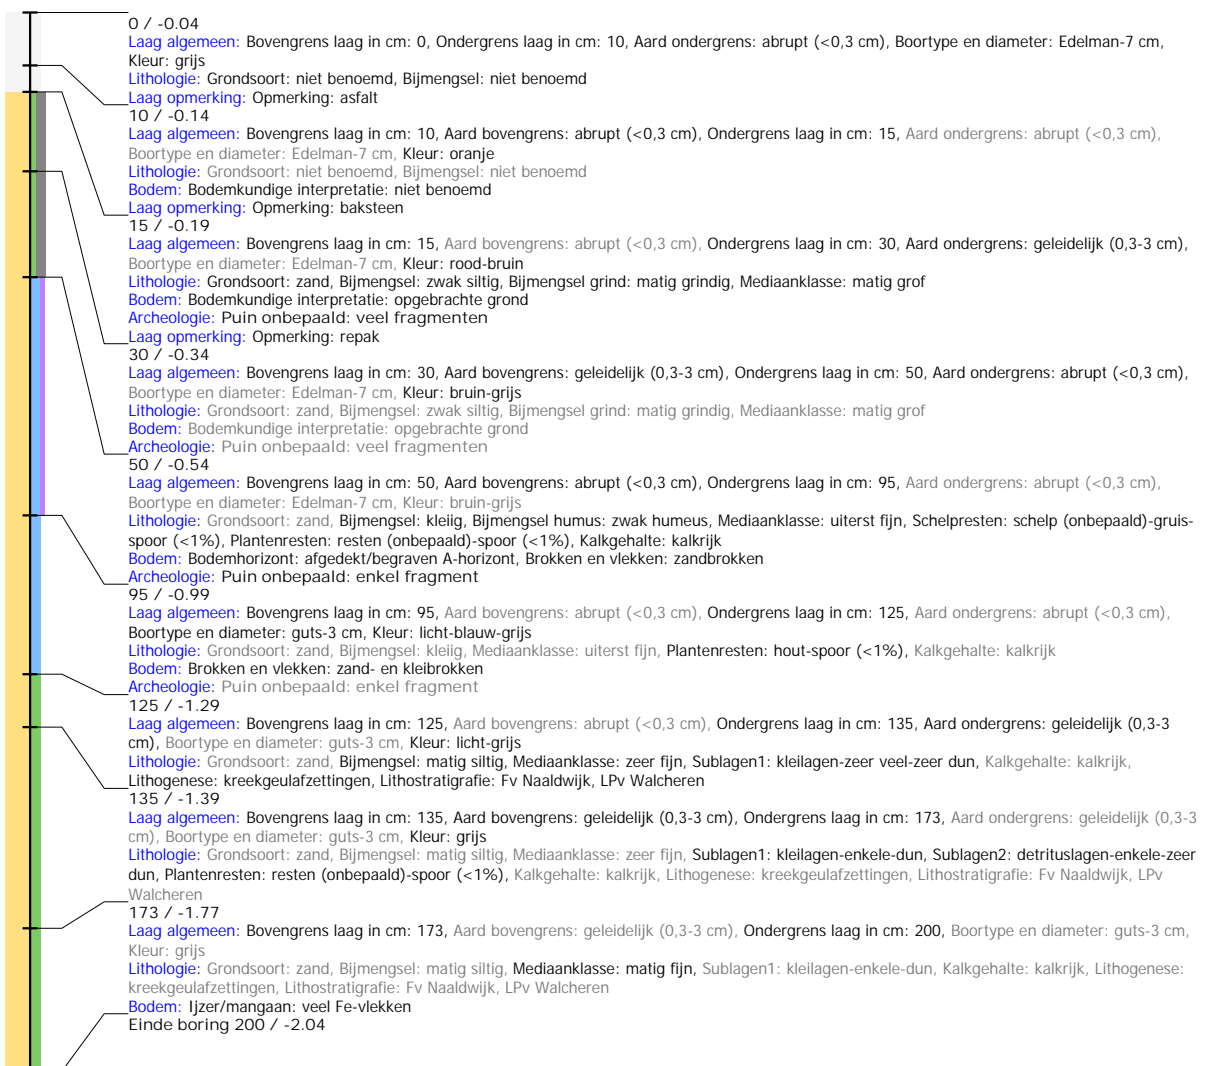 0 / -0.04
Laag algemeen: Bovengrens laag in cm: 0, Ondergrens laag in cm: 10, Aard ondergrens: abrupt (<0,3 cm), Boortype en diameter: Edelman-7 cm,
Kleur: grijs
Lithologie: Grondsoort: niet benoemd, Bijmengsel: niet benoemd
Laag opmerking: Opmerking: asfalt
10 / -0.14
Laag algemeen: Bovengrens laag in cm: 10, Aard bovengrens: abrupt (<0,3 cm), Ondergrens laag in cm: 15, Aard ondergrens: abrupt (<0,3 cm),
Boortype en diameter: Edelman-7 cm, Kleur: oranje
Lithologie: Grondsoort: niet benoemd, Bijmengsel: niet benoemd
Bodem: Bodemkundige interpretatie: niet benoemd
Laag opmerking: Opmerking: baksteen
15 / -0.19
Laag algemeen: Bovengrens laag in cm: 15, Aard bovengrens: abrupt (<0,3 cm), Ondergrens laag in cm: 30, Aard ondergrens: geleidelijk (0,3-3 cm),
Boortype en diameter: Edelman-7 cm, Kleur: rood-bruin
Lithologie: Grondsoort: zand, Bijmengsel: zwak siltig, Bijmengsel grind: matig grindig, Mediaanklasse: matig grof
Bodem: Bodemkundige interpretatie: opgebrachte grond
Archeologie: Puin onbepaald: veel fragmenten
Laag opmerking: Opmerking: repak
30 / -0.34
Laag algemeen: Bovengrens laag in cm: 30, Aard bovengrens: geleidelijk (0,3-3 cm), Ondergrens laag in cm: 50, Aard ondergrens: abrupt (<0,3 cm),
Boortype en diameter: Edelman-7 cm, Kleur: bruin-grijs
Lithologie: Grondsoort: zand, Bijmengsel: zwak siltig, Bijmengsel grind: matig grindig, Mediaanklasse: matig grof
Bodem: Bodemkundige interpretatie: opgebrachte grond
Archeologie: Puin onbepaald: veel fragmenten
50 / -0.54
Laag algemeen: Bovengrens laag in cm: 50, Aard bovengrens: abrupt (<0,3 cm), Ondergrens laag in cm: 95, Aard ondergrens: abrupt (<0,3 cm),
Boortype en diameter: Edelman-7 cm, Kleur: bruin-grijs
Lithologie: Grondsoort: zand, Bijmengsel: kleiig, Bijmengsel humus: zwak humeus, Mediaanklasse: uiterst fijn, Schelpresten: schelp (onbepaald)-gruis-
spoor (<1%), Plantenresten: resten (onbepaald)-spoor (<1%), Kalkgehalte: kalkrijk
Bodem: Bodemhorizont: afgedekt/begraven A-horizont, Brokken en vlekken: zandbrokken
Archeologie: Puin onbepaald: enkel fragment
95 / -0.99
Laag algemeen: Bovengrens laag in cm: 95, Aard bovengrens: abrupt (<0,3 cm), Ondergrens laag in cm: 125, Aard ondergrens: abrupt (<0,3 cm),
Boortype en diameter: guts-3 cm, Kleur: licht-blauw-grijs
Lithologie: Grondsoort: zand, Bijmengsel: kleiig, Mediaanklasse: uiterst fijn, Plantenresten: hout-spoor (<1%), Kalkgehalte: kalkrijk
Bodem: Brokken en vlekken: zand- en kleibrokken
Archeologie: Puin onbepaald: enkel fragment
125 / -1.29
Laag algemeen: Bovengrens laag in cm: 125, Aard bovengrens: abrupt (<0,3 cm), Ondergrens laag in cm: 135, Aard ondergrens: geleidelijk (0,3-3
cm), Boortype en diameter: guts-3 cm, Kleur: licht-grijs
Lithologie: Grondsoort: zand, Bijmengsel: matig siltig, Mediaanklasse: zeer fijn, Sublagen1: kleilagen-zeer veel-zeer dun, Kalkgehalte: kalkrijk,
Lithogenese: kreekgeulafzettingen, Lithostratigrafie: Fv Naaldwijk, LPv Walcheren
135 / -1.39
Laag algemeen: Bovengrens laag in cm: 135, Aard bovengrens: geleidelijk (0,3-3 cm), Ondergrens laag in cm: 173, Aard ondergrens: geleidelijk (0,3-3
cm), Boortype en diameter: guts-3 cm, Kleur: grijs
Lithologie: Grondsoort: zand, Bijmengsel: matig siltig, Mediaanklasse: zeer fijn, Sublagen1: kleilagen-enkele-dun, Sublagen2: detrituslagen-enkele-zeer
dun, Plantenresten: resten (onbepaald)-spoor (<1%), Kalkgehalte: kalkrijk, Lithogenese: kreekgeulafzettingen, Lithostratigrafie: Fv Naaldwijk, LPv
Walcheren
173 / -1.77
Laag algemeen: Bovengrens laag in cm: 173, Aard bovengrens: geleidelijk (0,3-3 cm), Ondergrens laag in cm: 200, Boortype en diameter: guts-3 cm,
Kleur: grijs
Lithologie: Grondsoort: zand, Bijmengsel: matig siltig, Mediaanklasse: matig fijn, Sublagen1: kleilagen-enkele-dun, Kalkgehalte: kalkrijk, Lithogenese:
kreekgeulafzettingen, Lithostratigrafie: Fv Naaldwijk, LPv Walcheren
Bodem: Ijzer/mangaan: veel Fe-vlekken
Einde boring 200 / -2.04